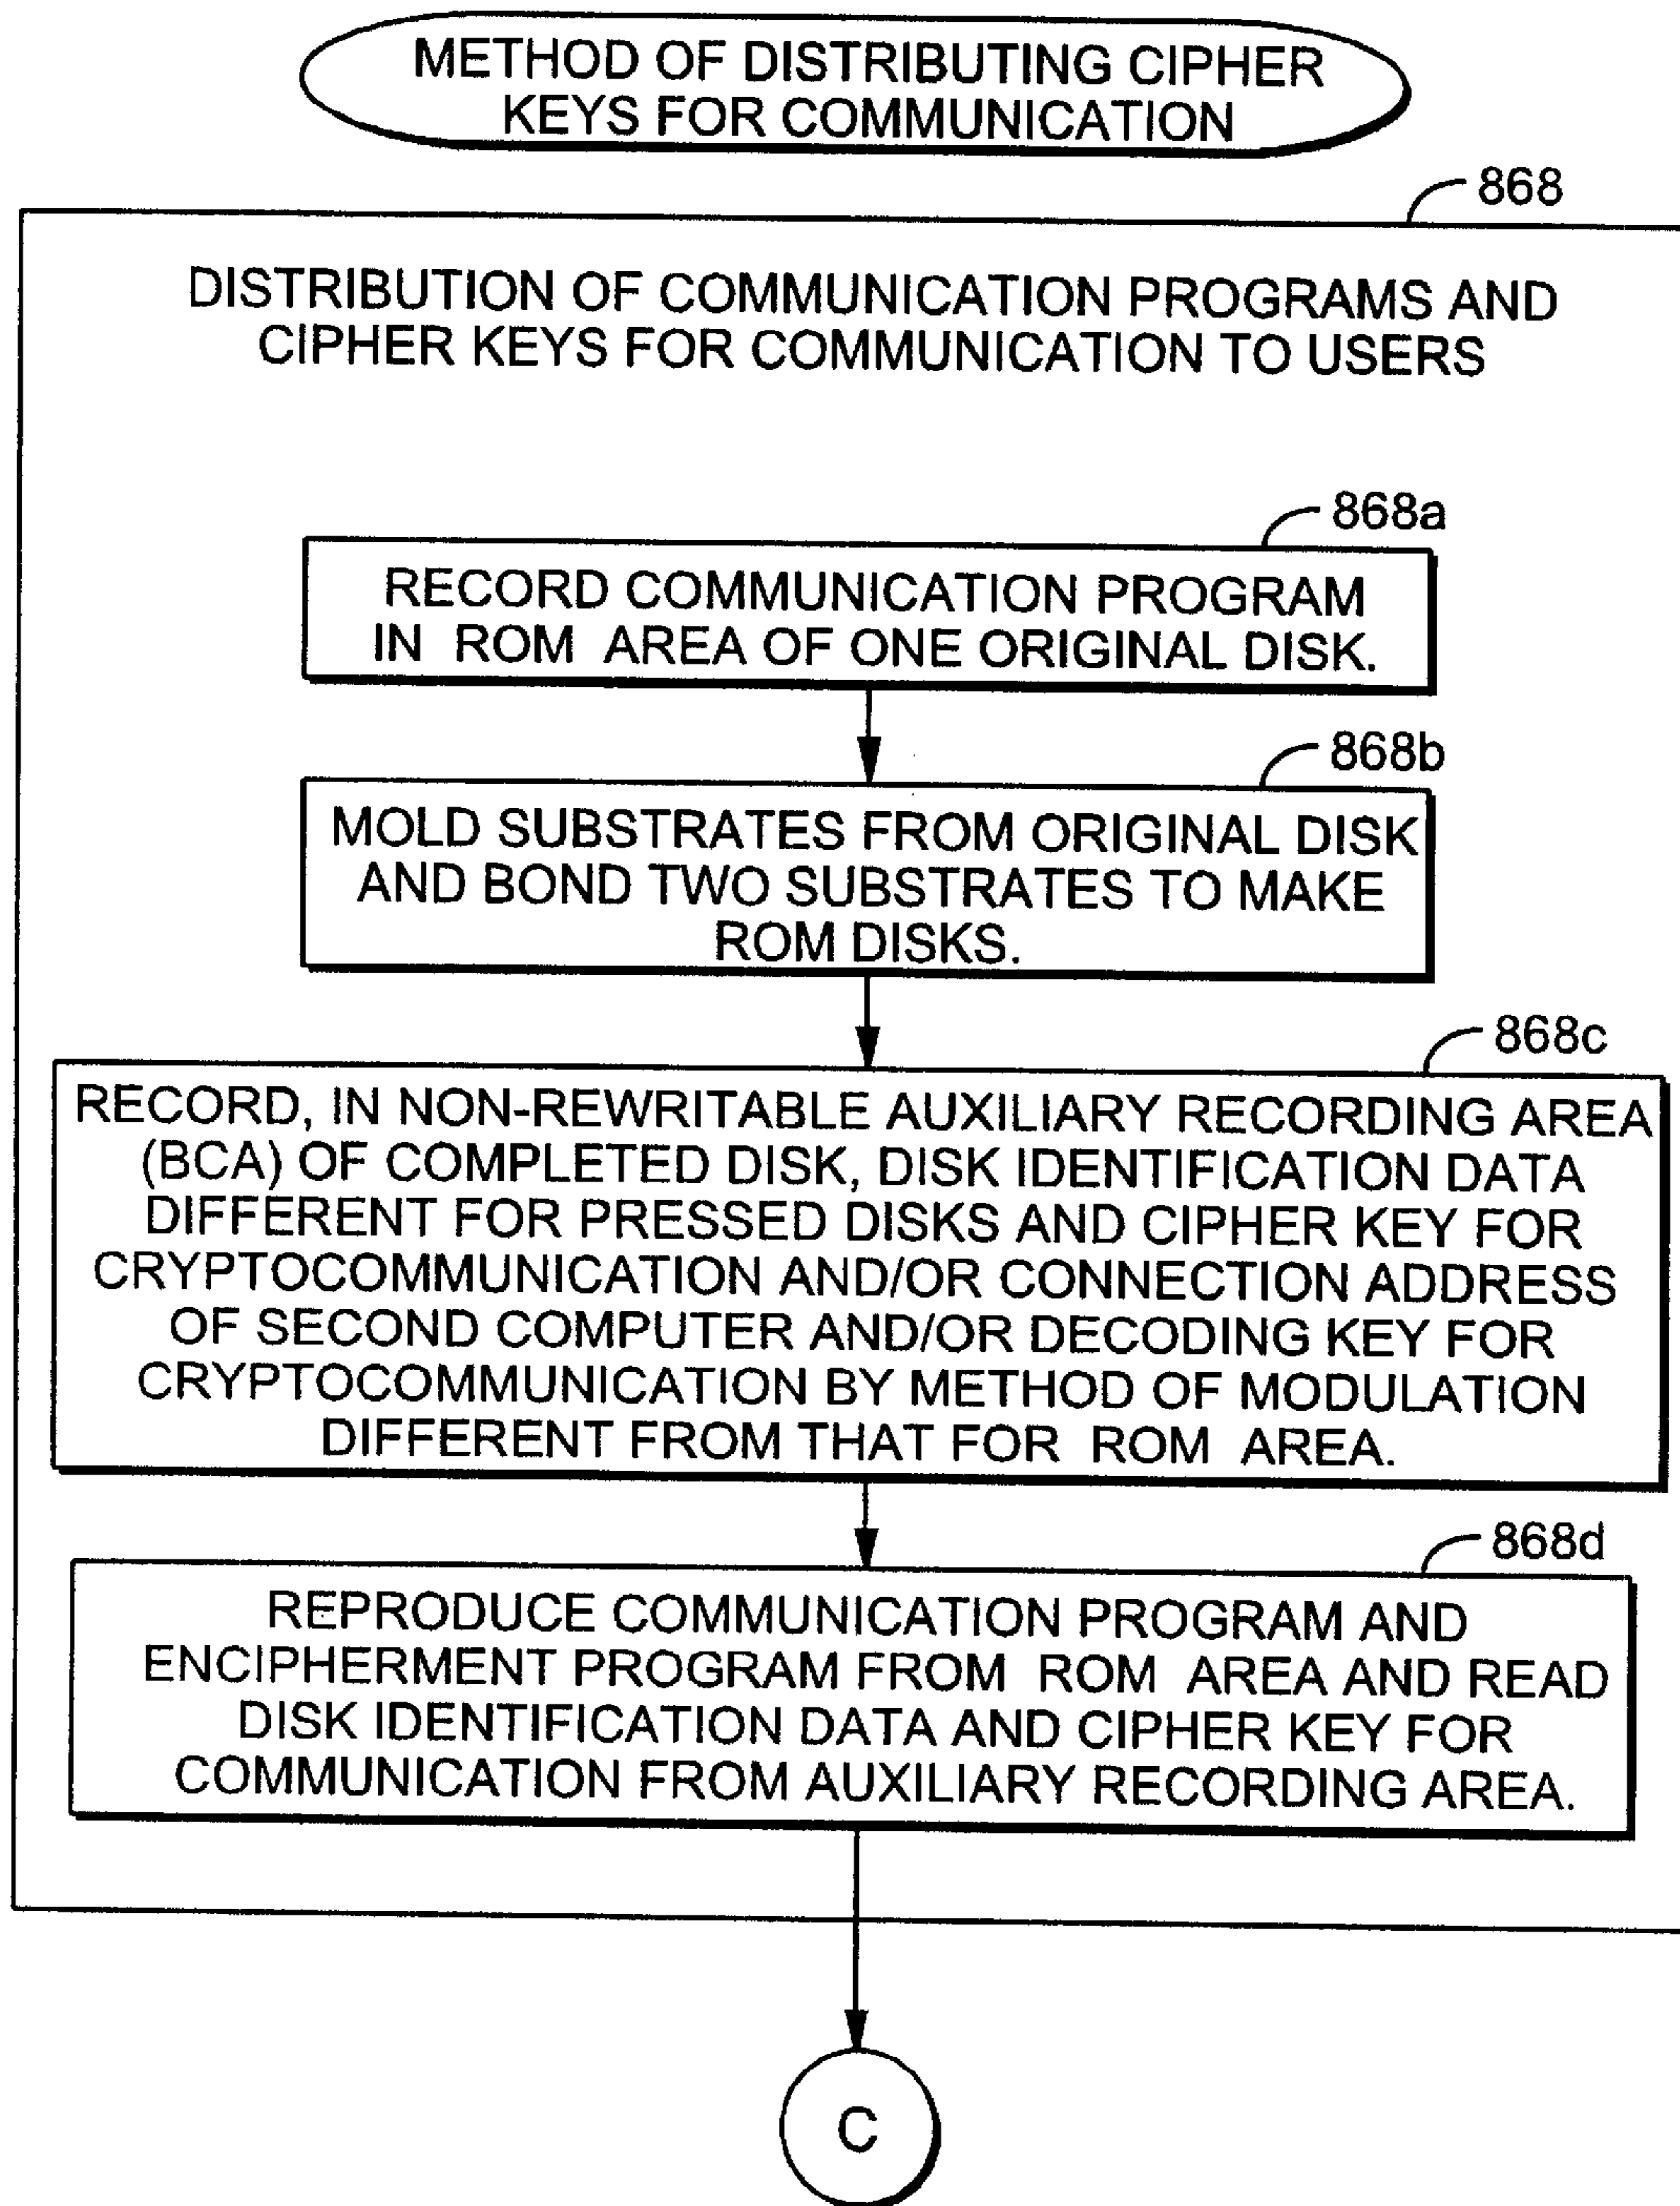 METHOD OF DISTRIBUTING CIPHER
KEYS FOR COMMUNICATION
868
DISTRIBUTION OF COMMUNICATION PROGRAMS AND
CIPHER KEYS FOR COMMUNICATION TO USERS
868a
RECORD COMMUNICATION PROGRAM
IN ROM AREA OF ONE ORIGINAL DISK.
868b
MOLD SUBSTRATES FROM ORIGINAL DISK
AND BOND TWO SUBSTRATES TO MAKE
ROM DISKS.
868c
RECORD, IN NON-REWRITABLE AUXILIARY RECORDING AREA
(BCA) OF COMPLETED DISK, DISK IDENTIFICATION DATA
DIFFERENT FOR PRESSED DISKS AND CIPHER KEY FOR
CRYPTOCOMMUNICATION AND/OR CONNECTION ADDRESS
OF SECOND COMPUTER AND/OR DECODING KEY FOR
CRYPTOCOMMUNICATION BY METHOD OF MODULATION
DIFFERENT FROM THAT FOR ROM AREA.
868d
REPRODUCE COMMUNICATION PROGRAM AND
ENCIPHERMENT PROGRAM FROM ROM AREA AND READ
DISK IDENTIFICATION DATA AND CIPHER KEY FOR
COMMUNICATION FROM AUXILIARY RECORDING AREA.
C